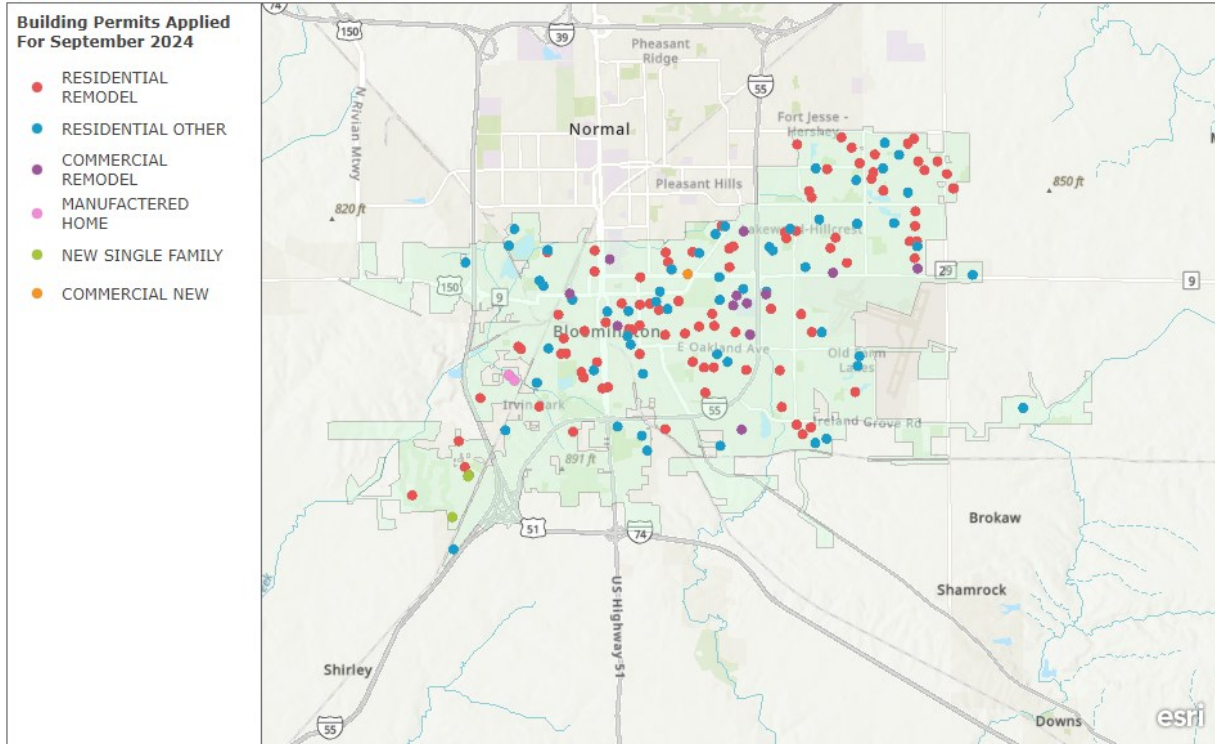 Building Permits Applied
For September 2024
RESIDENTIAL
REMODEL
RESIDENTIAL OTHER
COMMERCIAL
REMODEL
MANUFACTERED
HOME
NEW SINGLE FAMILY
COMMERCIAL NEW
74
74
150
39
Pheasant
Ridge
55
N Rivian Mtwy
Normal
Fort Jesse -
Hershey
Pleasant Hills
850 ft
820 ft
Lakewood-Hillcrest
29
150
9
9
Bloomington
E Oakland Ave
Old Farm
Lakes
Irvin Park
55
Ireland Grove Rd
891 ft
51
74
Brokaw
US Highway 51
Shamrock
Shirley
55
Downs
esri